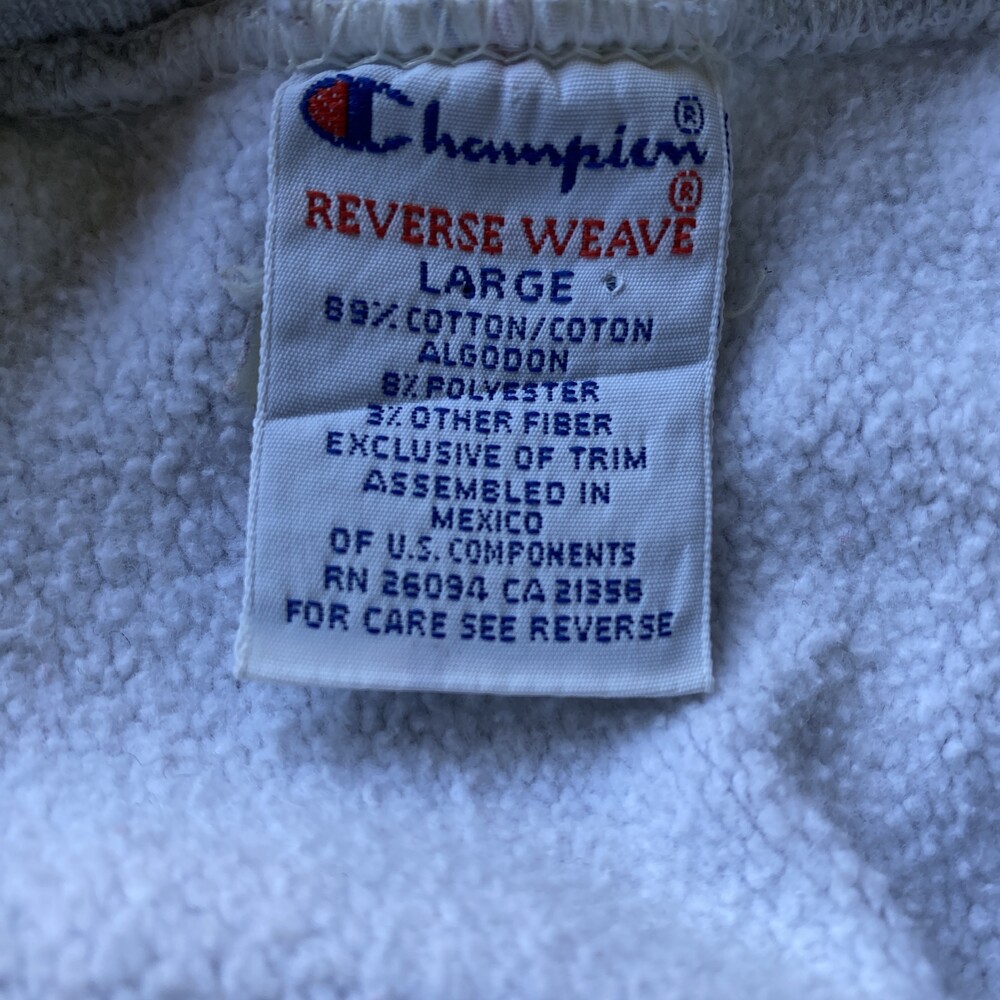 Champion®
REVERSE WEAVE®
LARGE
89% COTTON/COTON
ALGODON
8% POLYESTER
3% OTHER FIBER
EXCLUSIVE OF TRIM
ASSEMBLED IN
MEXICO
OF U.S. COMPONENTS
RN 26094 CA 21356
FOR CARE SEE REVERSE